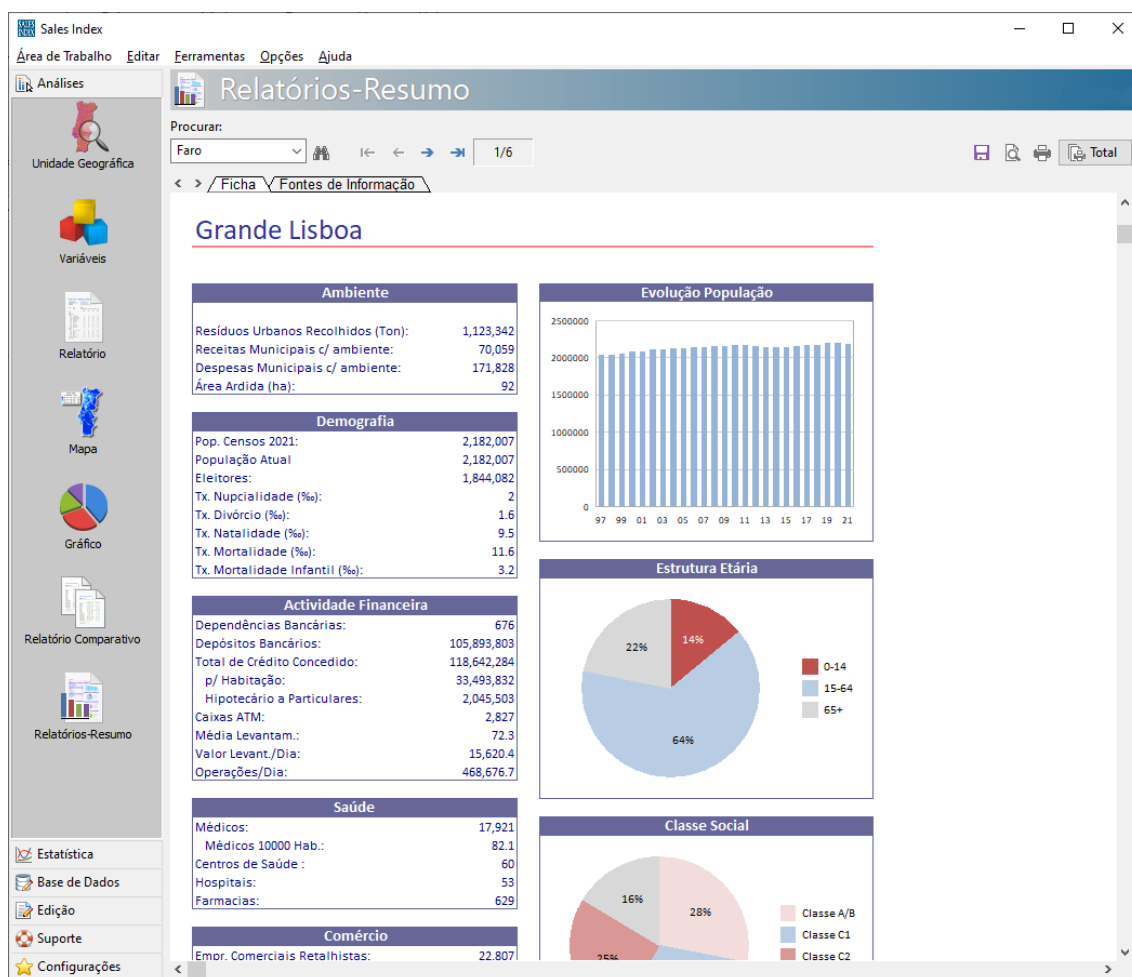 SALES INDEX Sales Index
Área de Trabalho Editar Ferramentas Opções Ajuda
Análises
Unidade Geográfica
Variáveis
Relatório
Mapa
Gráfico
Relatório Comparativo
Relatórios-Resumo
Estatística
Base de Dados
Edição
Suporte
Configurações
Relatórios-Resumo
Procurar:
Faro 1/6 Total
Ficha Fontes de Informação
Grande Lisboa
Ambiente
Resíduos Urbanos Recolhidos (Ton): 1,123,342
Receitas Municipais c/ ambiente: 70,059
Despesas Municipais c/ ambiente: 171,828
Área Ardida (ha): 92
Demografia
Pop. Censos 2021: 2,182,007
População Atual 2,182,007
Eleitores: 1,844,082
Tx. Nupcialidade (‰): 2
Tx. Divórcio (‰): 1.6
Tx. Natalidade (‰): 9.5
Tx. Mortalidade (‰): 11.6
Tx. Mortalidade Infantil (‰): 3.2
Actividade Financeira
Dependências Bancárias: 676
Depósitos Bancários: 105,893,803
Total de Crédito Concedido: 118,642,284
p/ Habitação: 33,493,832
Hipotecário a Particulares: 2,045,503
Caixas ATM: 2,827
Média Levantam.: 72.3
Valor Levant./Dia: 15,620.4
Operações/Dia: 468,676.7
Saúde
Médicos: 17,921
Médicos 10000 Hab.: 82.1
Centros de Saúde : 60
Hospitais: 53
Farmacias: 629
Comércio
Empr. Comerciais Retalhistas: 22.807
Evolução População
2500000
2000000
1500000
1000000
500000
0
97 99 01 03 05 07 09 11 13 15 17 19 21
Estrutura Etária
14%
22%
64%
0-14
15-64
65+
Classe Social
16%
28%
25%
Classe A/B
Classe C1
Classe C2